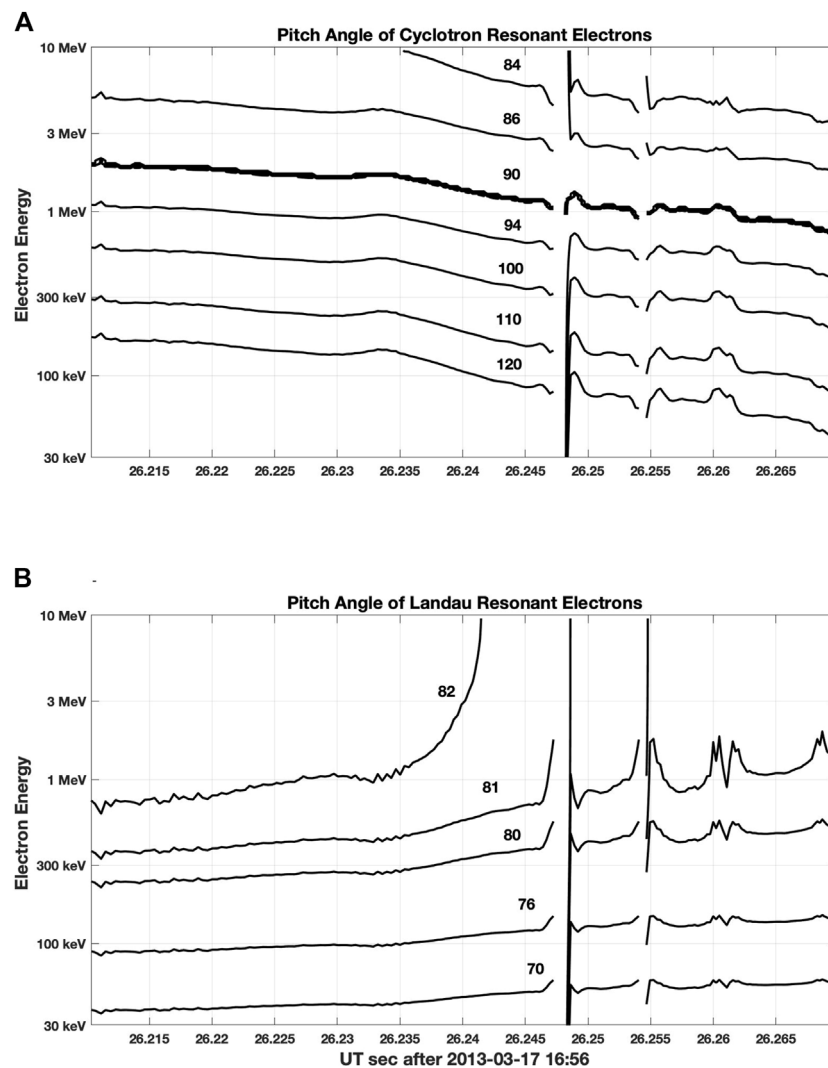 A
Pitch Angle of Cyclotron Resonant Electrons
10 MeV
84
86
3 MeV
90
1 MeV
94
100
300 keV
110
120
100 keV
30 keV
Electron Energy
26.215 26.22 26.225 26.23 26.235 26.24 26.245 26.25 26.255 26.26 26.265
B
Pitch Angle of Landau Resonant Electrons
10 MeV
82
3 MeV
1 MeV
81
80
300 keV
76
100 keV
70
30 keV
Electron Energy
26.215 26.22 26.225 26.23 26.235 26.24 26.245 26.25 26.255 26.26 26.265
UT sec after 2013-03-17 16:56